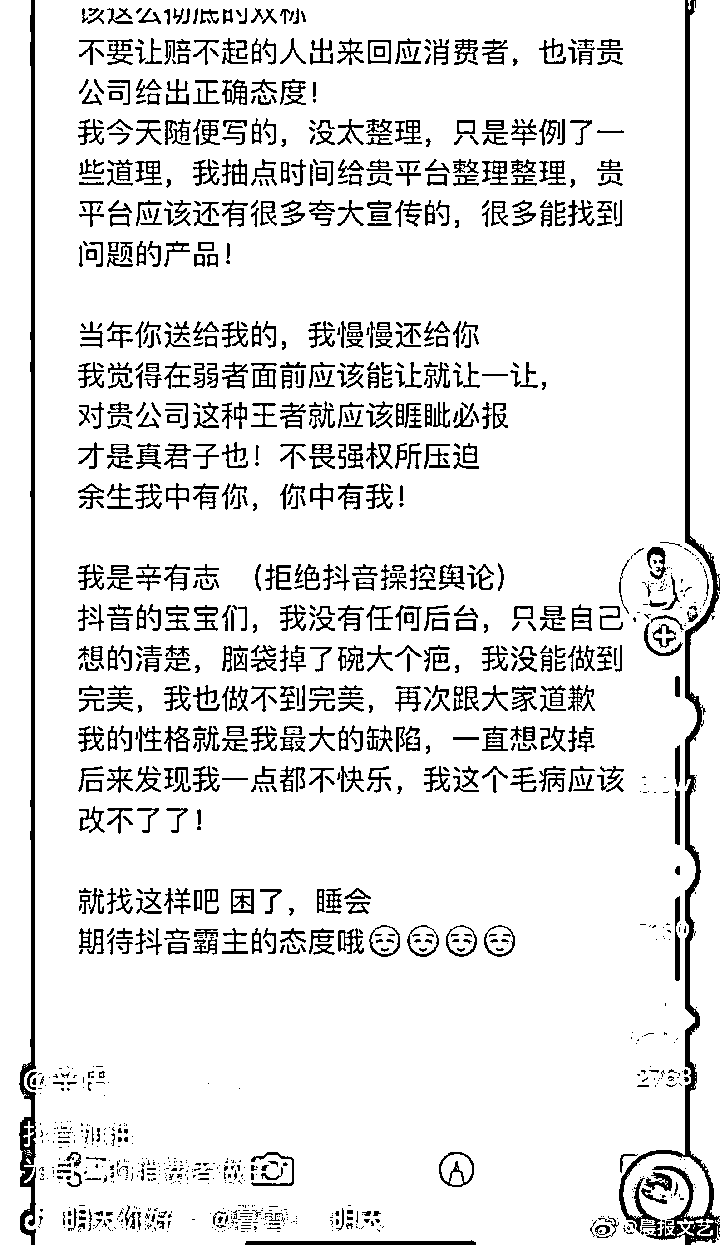 该这么彻底的双标
不要让赔不起的人出来回应消费者，也请贵
公司给出正确态度！
我今天随便写的，没太整理，只是举例了一
些道理，我抽点时间给贵平台整理整理，贵
平台应该还有很多夸大宣传的，很多能找到
问题的产品！
当年你送给我的，我慢慢还给你
我觉得在弱者面前应该能让就让一让，
对贵公司这种王者就应该睚眦必报
才是真君子也！不畏强权所压迫
余生我中有你，你中有我！
我是辛有志 （拒绝抖音操控舆论）
抖音的宝宝们，我没有任何后台，只是自己
想的清楚，脑袋掉了碗大个疤，我没能做到
完美，我也做不到完美，再次跟大家道歉
我的性格就是我最大的缺陷，一直想改掉
后来发现我一点都不快乐，我这个毛病应该
改不了了！
就找这样吧 困了，睡会
期待抖音霸主的态度哦😌😌😌😌
2768
抖音加油
明天你好
明天
@晨报文艺